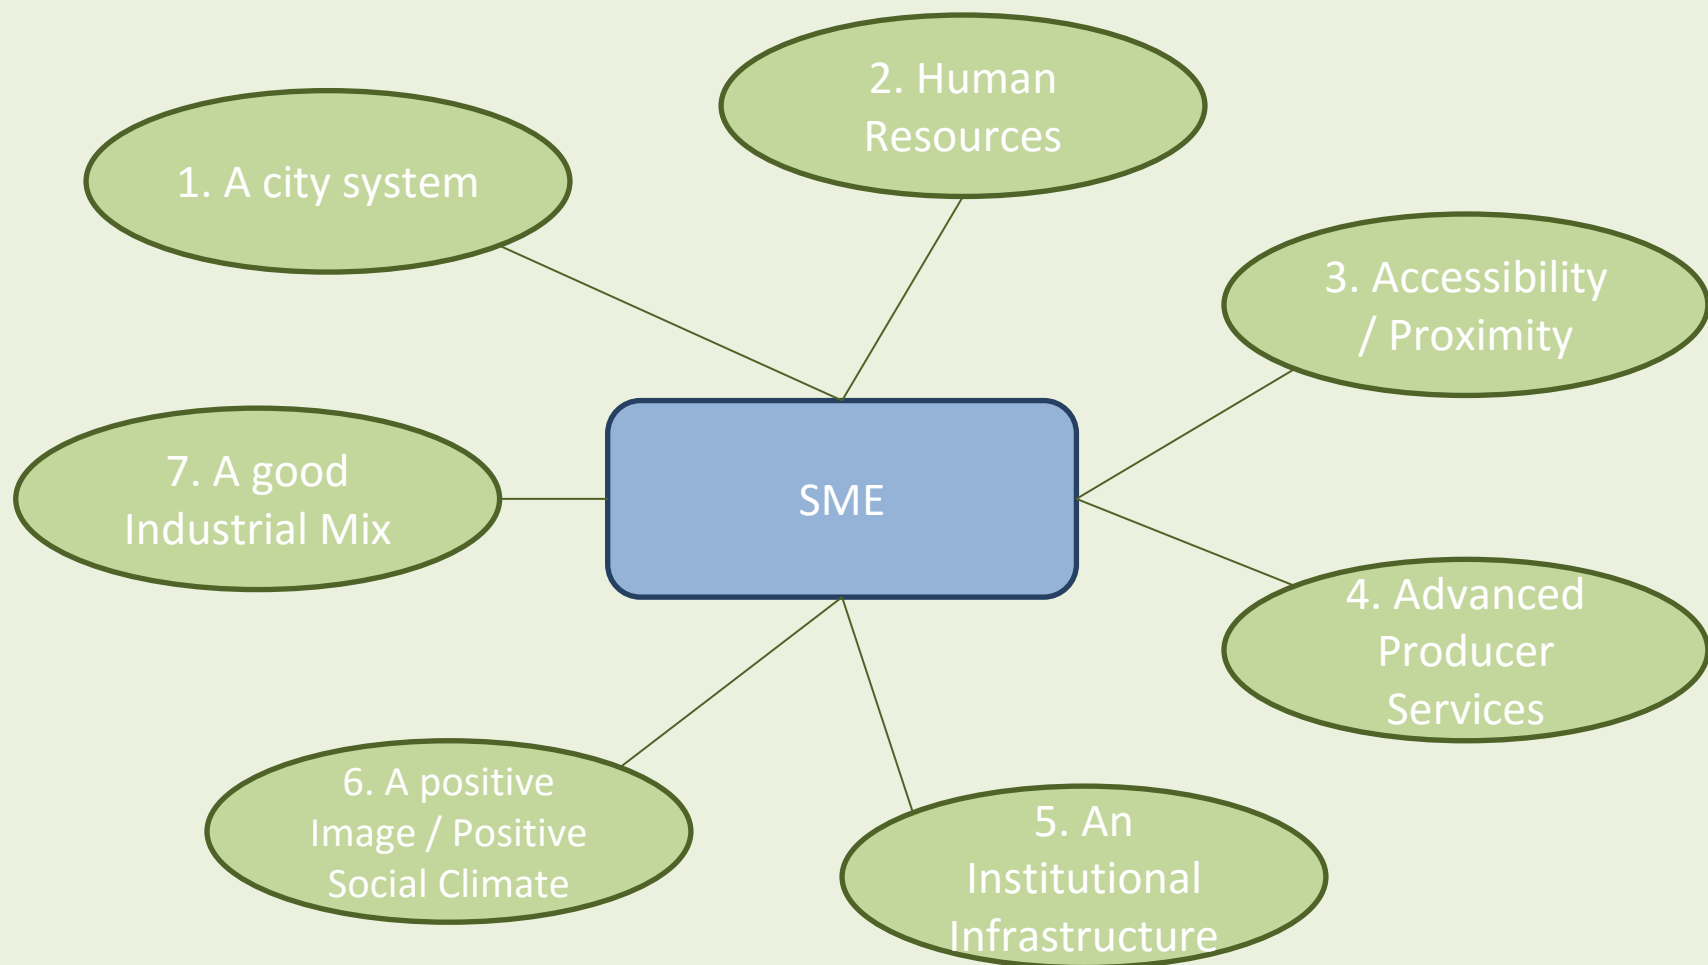 1. A city system
2. Human
Resources
3. Accessibility
/ Proximity
7. A good
Industrial Mix
SME
4. Advanced
Producer
Services
6. A positive
Image / Positive
Social Climate
5. An
Institutional
Infrastructure